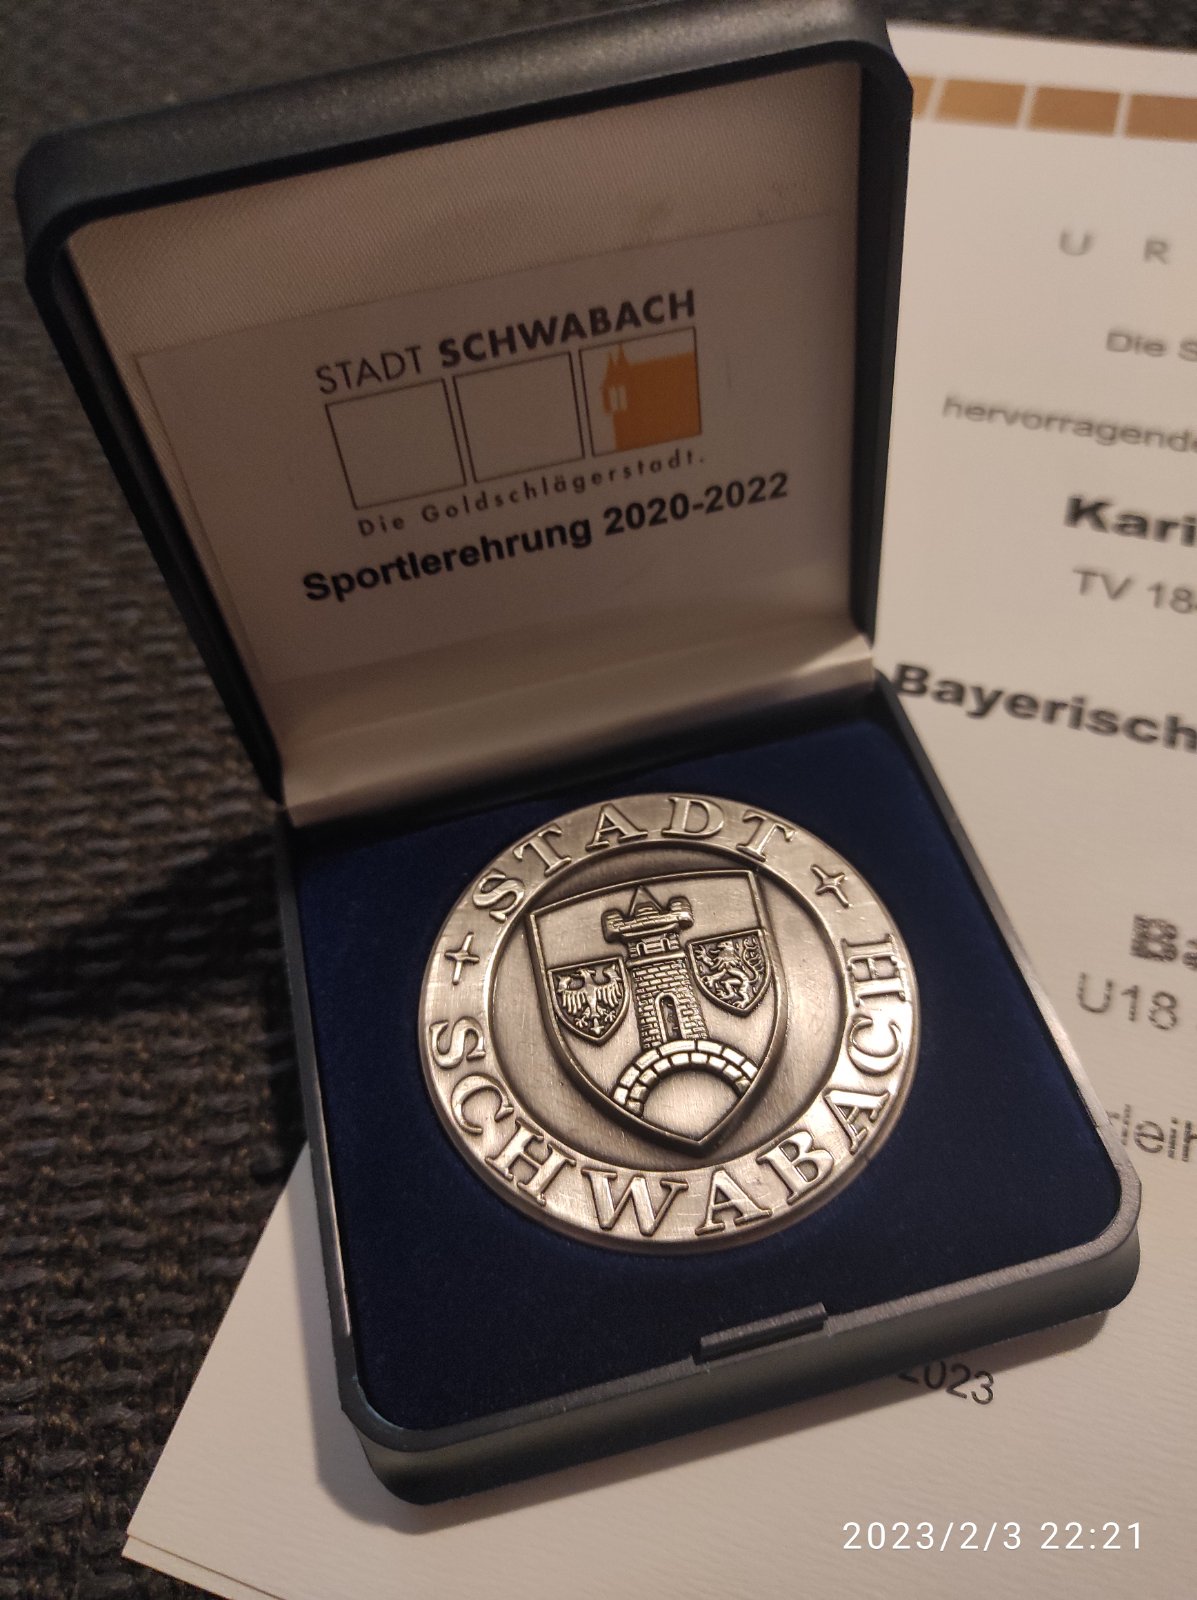 STADT SCHWABACH
Die Goldschlägerstadt.
Sportlerehrung 2020-2022
STADT
SCHWABACH
U R
Die S
hervorragende
Kari
TV 18
Bayerisch
U18
2023
2023/2/3 22:21